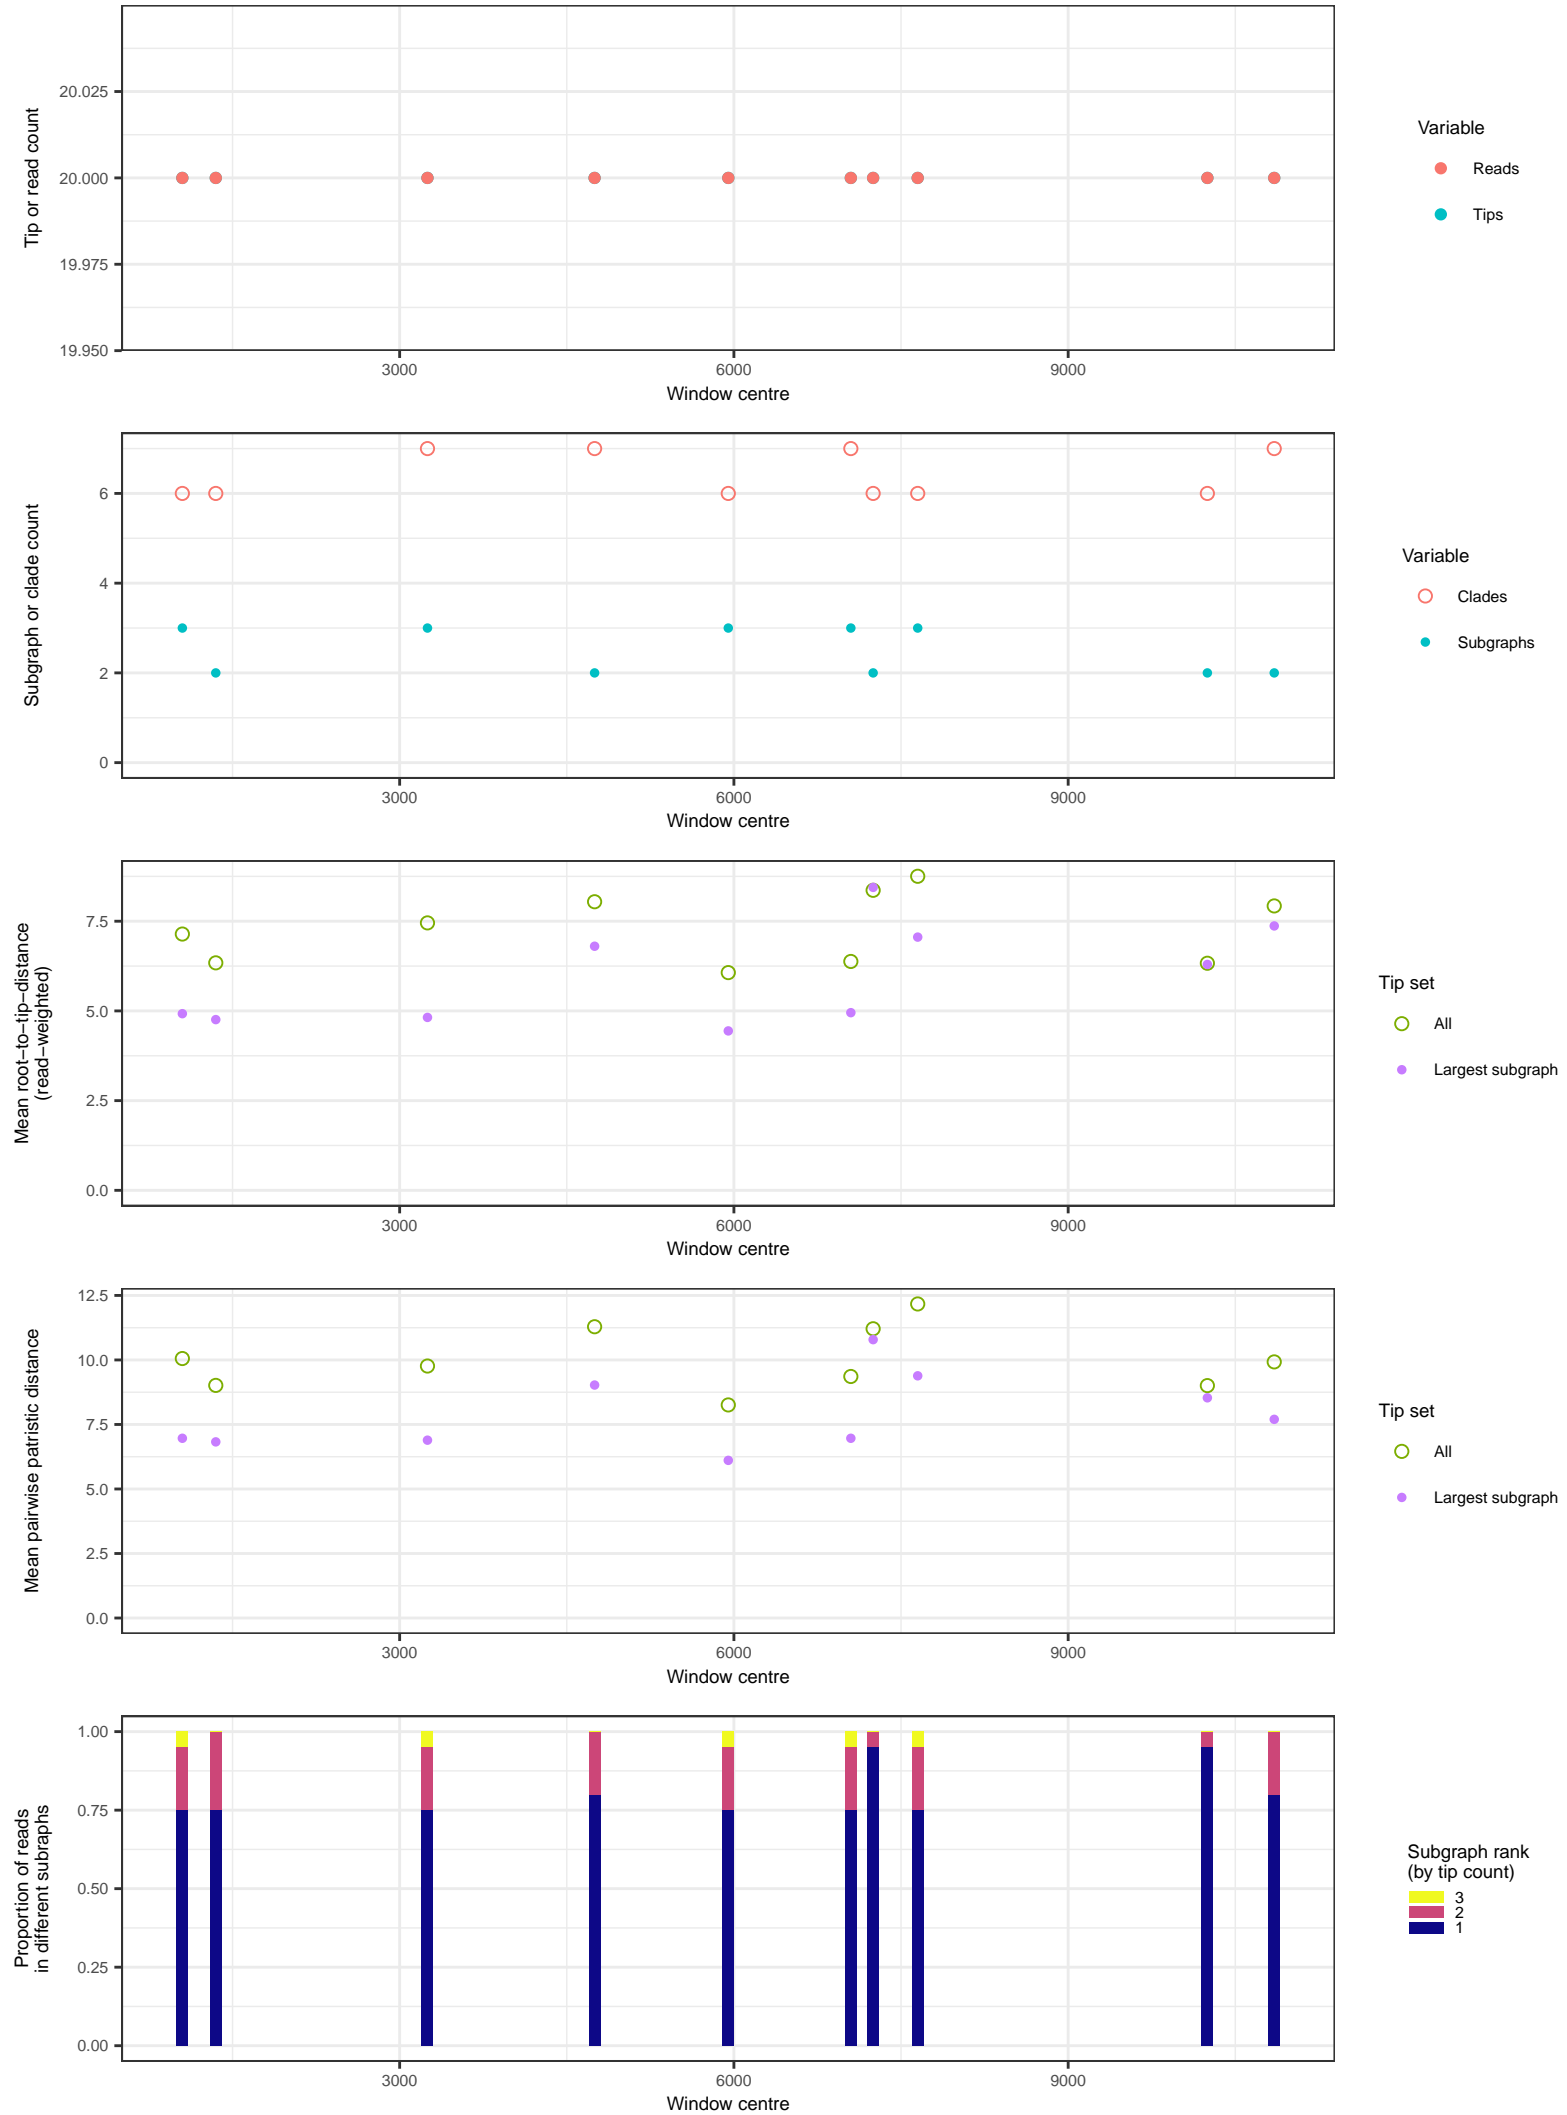 Tip or read count
20.025
20.000
19.975
19.950
3000
6000
9000
Window centre
Variable
Reads
Tips
Subgraph or clade count
6
4
2
0
3000
6000
9000
Window centre
Variable
Clades
Subgraphs
Mean root−to−tip−distance
(read−weighted)
7.5
5.0
2.5
0.0
3000
6000
9000
Window centre
Tip set
All
Largest subgraph
Mean pairwise patristic distance
12.5
10.0
7.5
5.0
2.5
0.0
3000
6000
9000
Window centre
Tip set
All
Largest subgraph
Proportion of reads
in different subraphs
1.00
0.75
0.50
0.25
0.00
3000
6000
9000
Window centre
Subgraph rank
(by tip count)
3
2
1